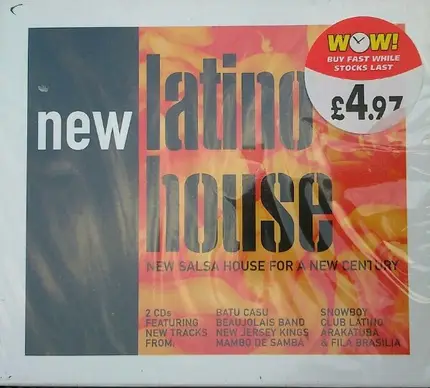 WOW!
BUY FAST WHILE
STOCKS LAST
£4.97
new latino
house
NEW SALSA HOUSE FOR A NEW CENTURY
2 CDs
FEATURING
NEW TRACKS
FROM.
BATU CASU
BEAUJOLAIS BAND
NEW JERSEY KINGS
MAMBO DE SAMBA
SNOWBOY
CLUB LATINO
ARAKATUBA
& FILA BRASILIA